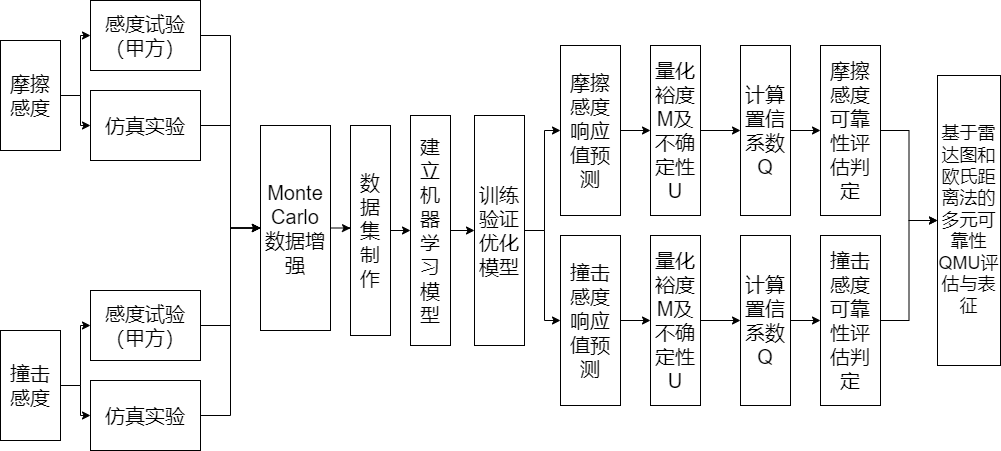 摩擦
感度
感度试验
（甲方）
仿真实验
撞击
感度
感度试验
（甲方）
仿真实验
Monte
Carlo
数据增
强
数
据
集
制
作
建
立
机
器
学
习
模
型
训练
验证
优化
模型
摩擦
感度
响应
值预
测
量化
裕度
M及
不确
定性
U
计算
置信
系数
Q
摩擦
感度
可靠
性评
估判
定
撞击
感度
响应
值预
测
量化
裕度
M及
不确
定性
U
计算
置信
系数
Q
撞击
感度
可靠
性评
估判
定
基于雷
达图和
欧氏距
离法的
多元可
靠性
QMU评
估与表
征